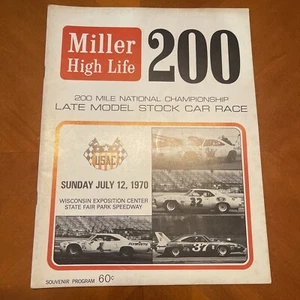 Miller
High Life
200
200 MILE NATIONAL CHAMPIONSHIP
LATE MODEL STOCK CAR RACE
USAC
SUNDAY JULY 12, 1970
WISCONSIN EXPOSITION CENTER
STATE FAIR PARK SPEEDWAY
32
PLYMOUTH
37
SOUVENIR PROGRAM 60¢